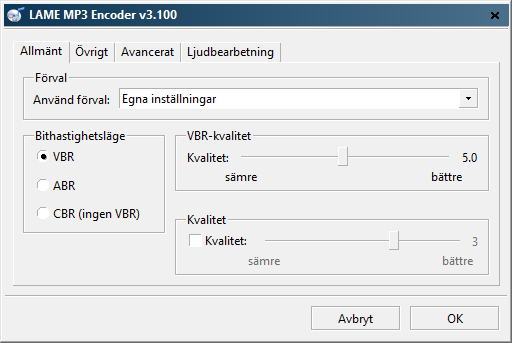 LAME MP3 Encoder v3.100
Allmänt Övrigt Avancerat Ljudbearbetning
Förval
Använd förval: Egna inställningar
Bithastighetsläge
VBR
ABR
CBR (ingen VBR)
VBR-kvalitet
Kvalitet: 5.0
sämre bättre
Kvalitet
Kvalitet: 3
sämre bättre
Avbryt OK